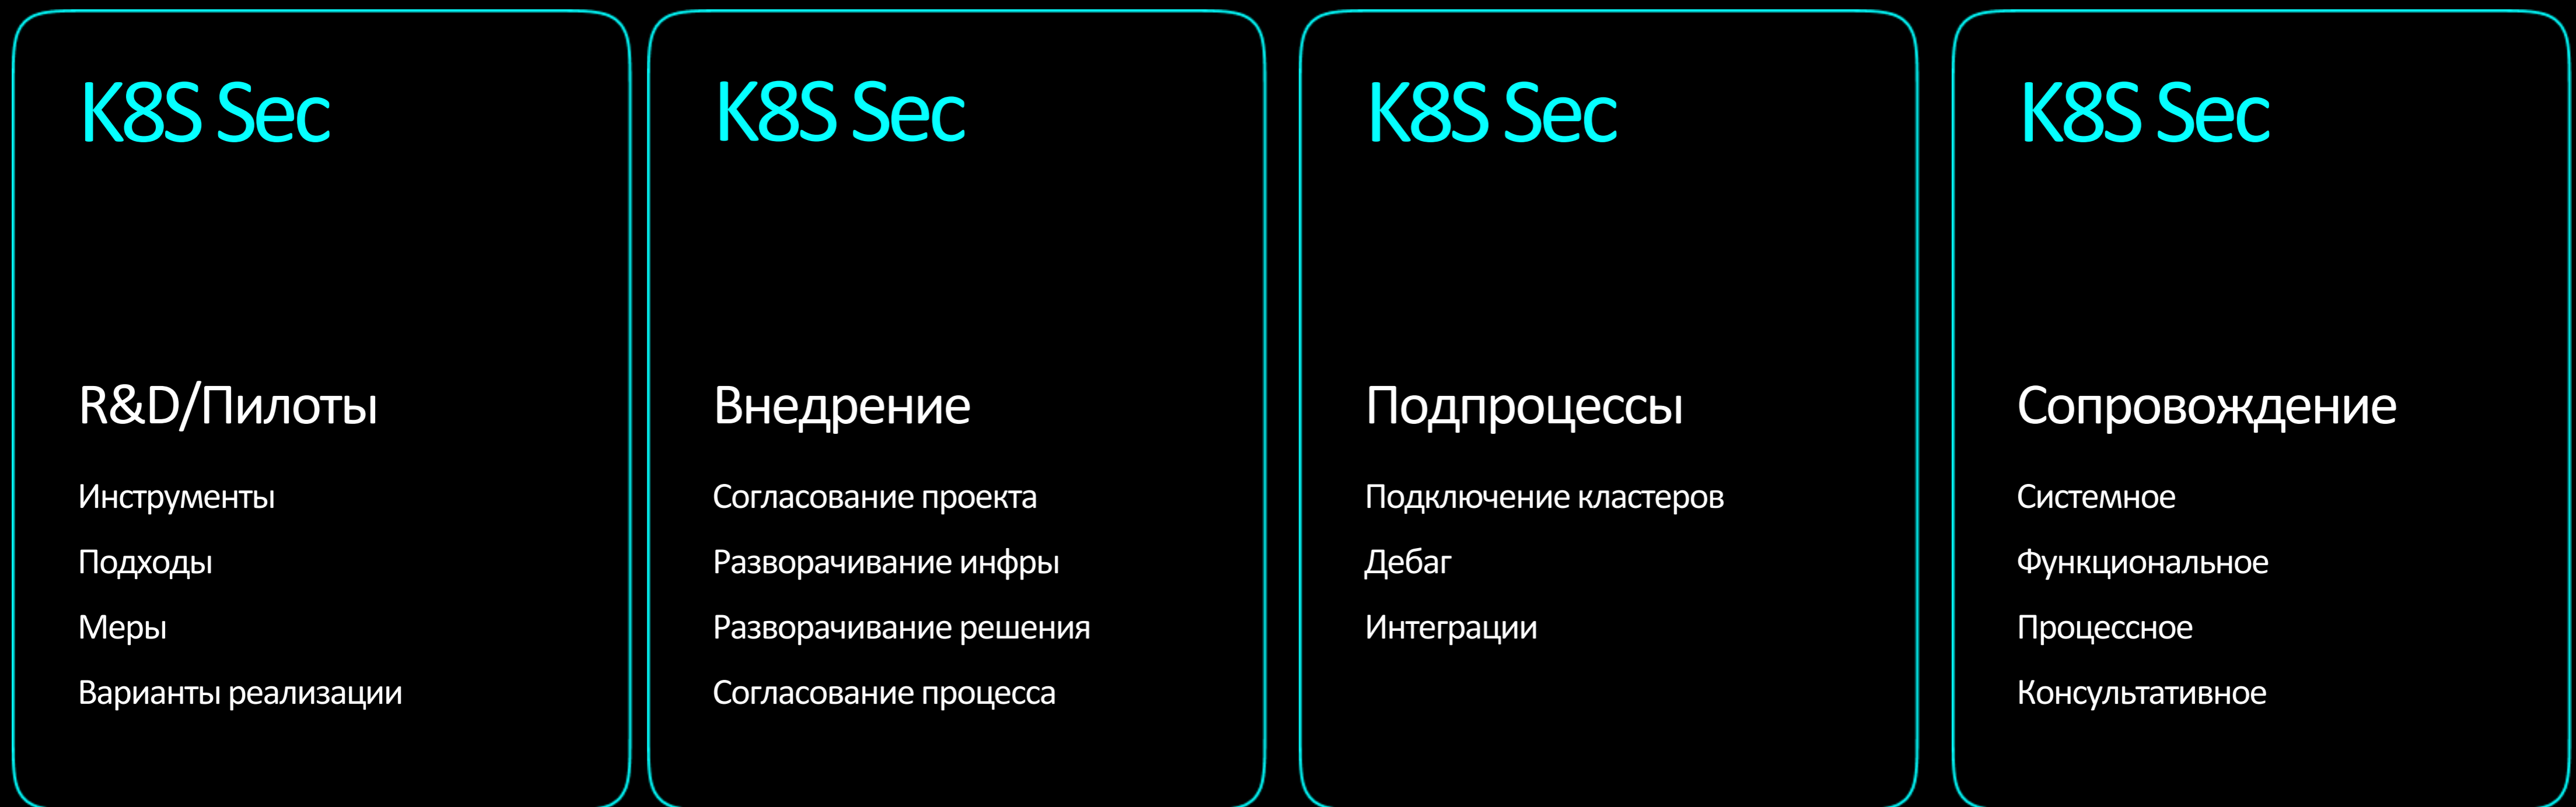 K8S Sec
R&D/Пилоты
Инструменты
Подходы
Меры
Варианты реализации
K8S Sec
Внедрение
Согласование проекта
Разворачивание инфры
Разворачивание решения
Согласование процесса
K8S Sec
Подпроцессы
Подключение кластеров
Дебаг
Интеграции
K8S Sec
Сопровождение
Системное
Функциональное
Процессное
Консультативное